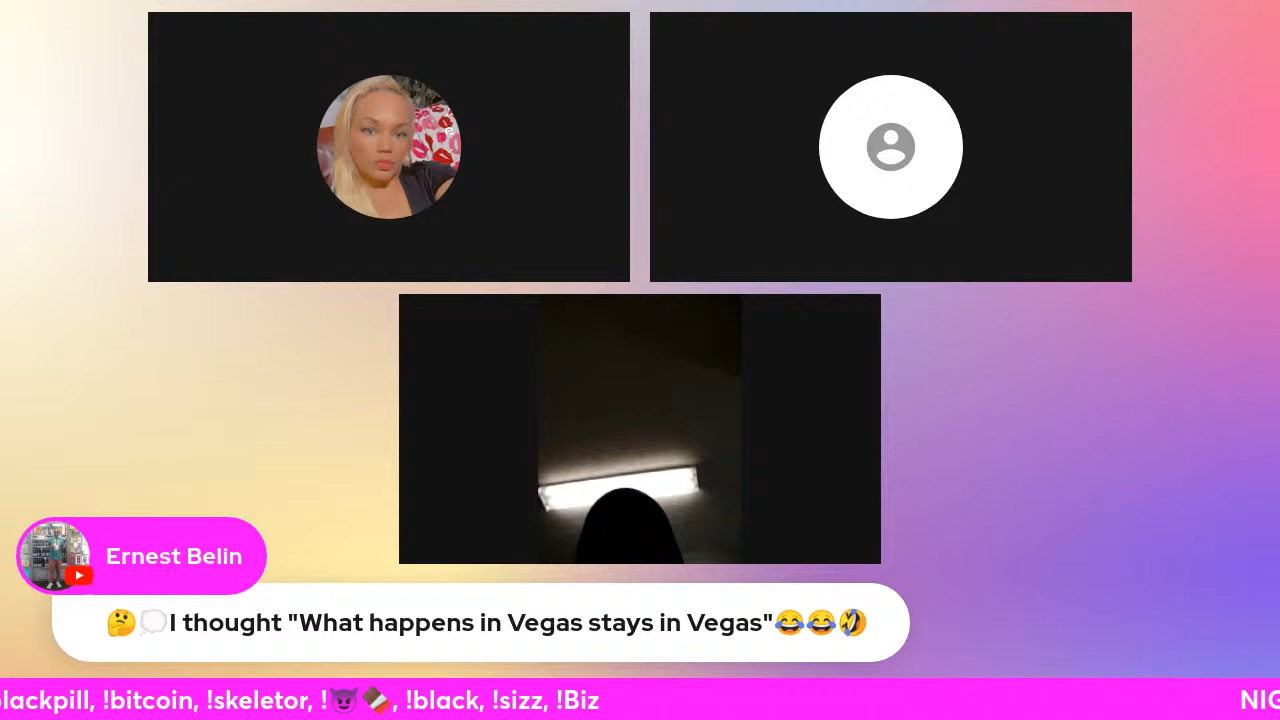 Ernest Belin
🤔💭I thought "What happens in Vegas stays in Vegas"😂😂🤣
lackpill, !bitcoin, !skeletor, !😈🍫, !black, !sizz, !Biz
NIG